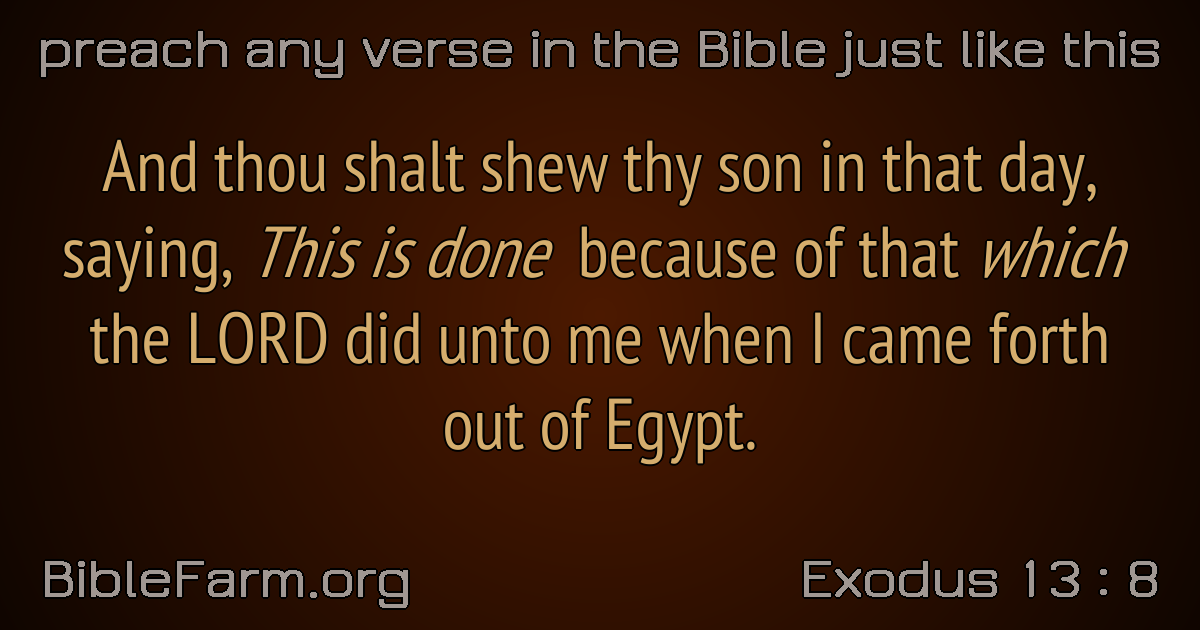 preach any verse in the Bible just like this
And thou shalt shew thy son in that day,
saying, This is done because of that which
the LORD did unto me when I came forth
out of Egypt.
BibleFarm.org
Exodus 13 : 8